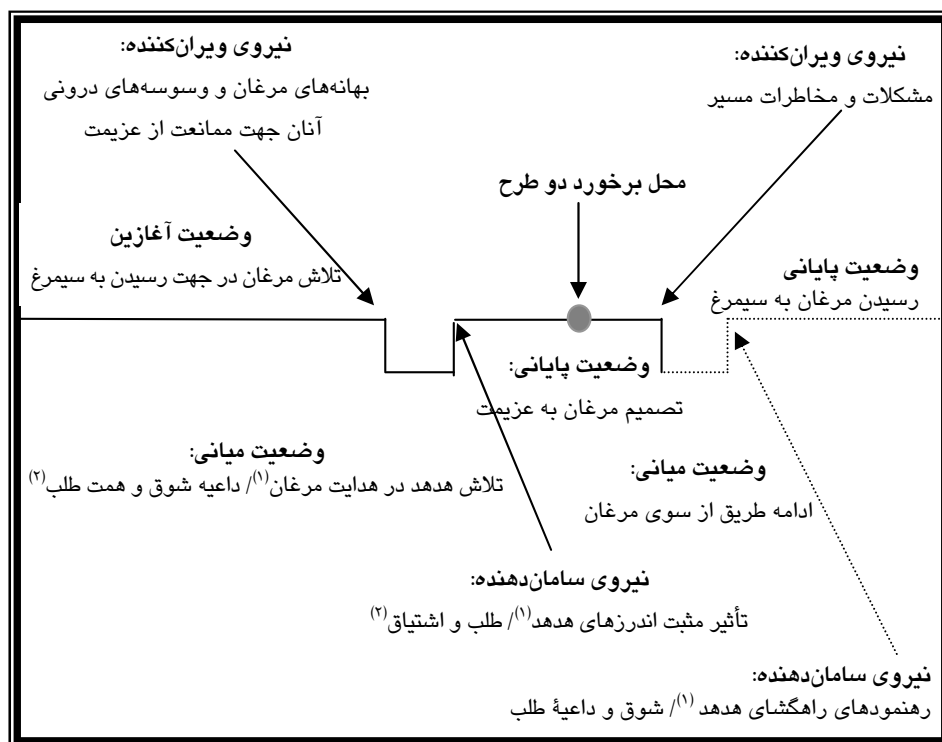 نیروی ویران‌کننده:
بهانه‌های مرغان و وسوسه‌های درونی
آنان جهت ممانعت از عزیمت
نیروی ویران‌کننده:
مشکلات و مخاطرات مسیر
محل برخورد دو طرح
وضعیت آغازین
تلاش مرغان در جهت رسیدن به سیمرغ
وضعیت پایانی
رسیدن مرغان به سیمرغ
وضعیت پایانی:
تصمیم مرغان به عزیمت
وضعیت میانی:
تلاش هدهد در هدایت مرغان(۱)/ داعیه شوق و همت طلب(۲)
وضعیت میانی:
ادامه طریق از سوی مرغان
نیروی سامان‌دهنده:
تأثیر مثبت اندرزهای هدهد(۱)/ طلب و اشتیاق(۲)
نیروی سامان‌دهنده:
رهنمودهای راهگشای هدهد (۱)/ شوق و داعیهٔ طلب